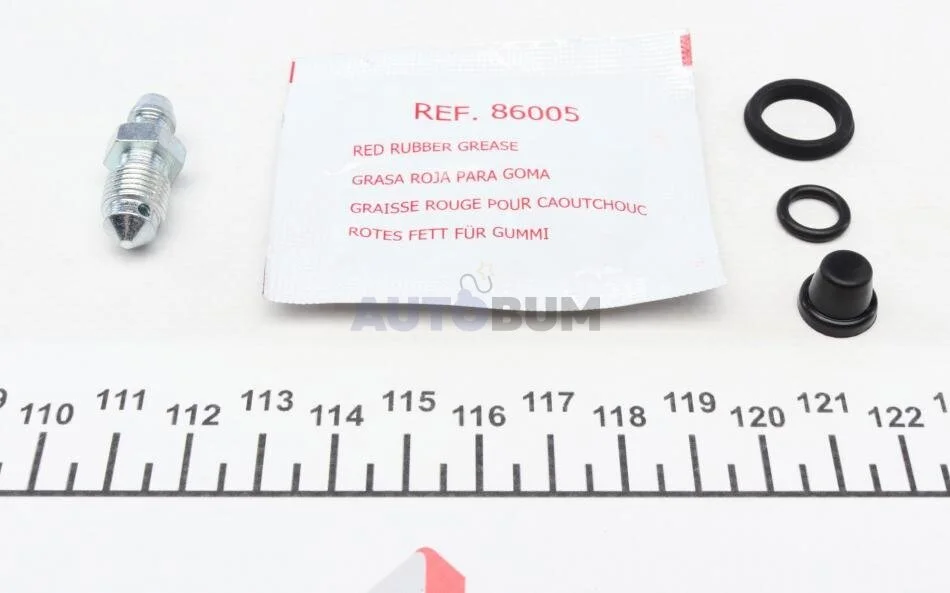 REF. 86005
RED RUBBER GREASE
GRASA ROJA PARA GOMA
GRAISSE ROUGE POUR CAOUTCHOUC
ROTES FETT FÜR GUMMI
AUTOBUM
110 111 112 113 114 115 116 117 118 119 120 121 122